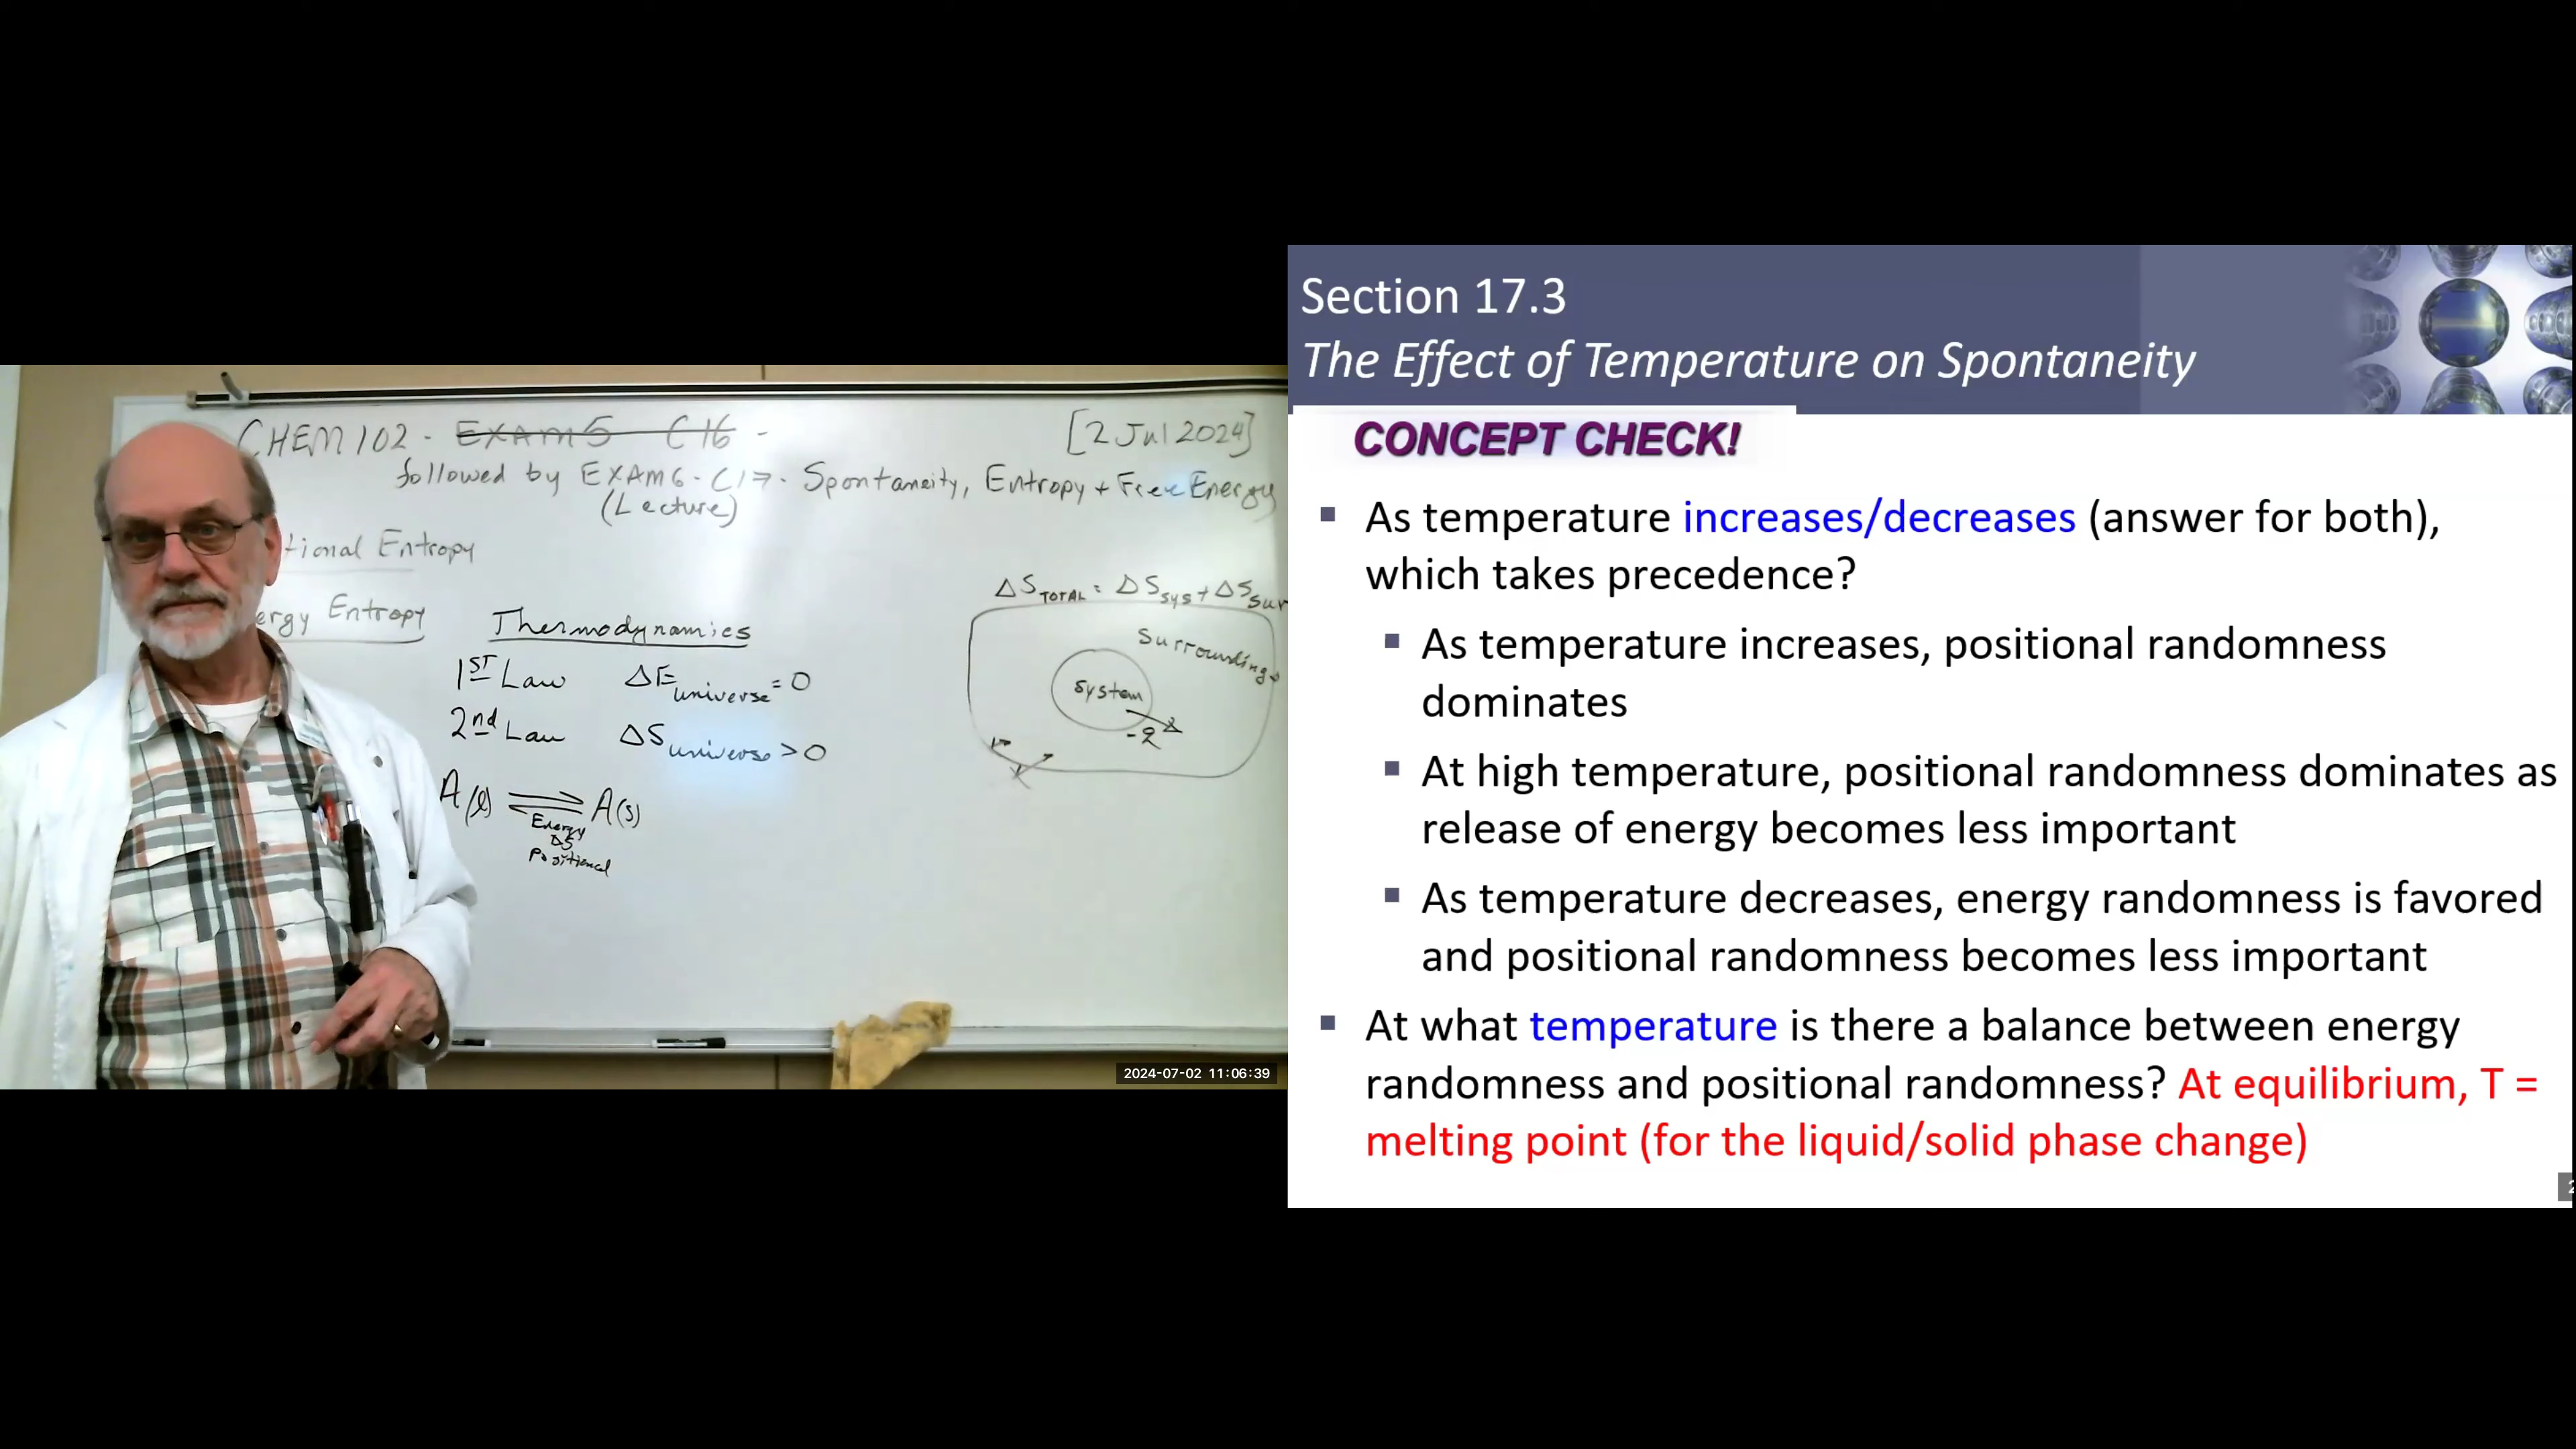 CHEM 102 - EXAM 5 C16 -
[2 Jul 2024]
followed by EXAM 6 - C17 - Spontaneity, Entropy + Free Energy
(Lecture)
tional Entropy
ergy Entropy
Thermodynamics
1ST Law ΔE universe = 0
2nd Law ΔS universe > 0
A(l) ⇌ A(s)
Energy
ΔS
Positional
ΔS TOTAL = ΔS sys + ΔS sur
Surroundings
System
2024-07-02 11:06:39
Section 17.3
The Effect of Temperature on Spontaneity
CONCEPT CHECK!
▪ As temperature increases/decreases (answer for both),
which takes precedence?
▪ As temperature increases, positional randomness
dominates
▪ At high temperature, positional randomness dominates as
release of energy becomes less important
▪ As temperature decreases, energy randomness is favored
and positional randomness becomes less important
▪ At what temperature is there a balance between energy
randomness and positional randomness? At equilibrium, T =
melting point (for the liquid/solid phase change)